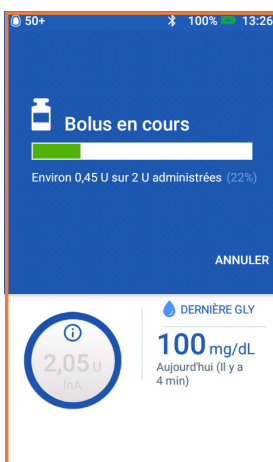 50+ 100% 13:26
Bolus en cours
Environ 0,45 U sur 2 U administrées (22%)
ANNULER
DERNIÈRE GLY
100 mg/dL
Aujourd'hui (Il y a
4 min)
2,05 U
InA